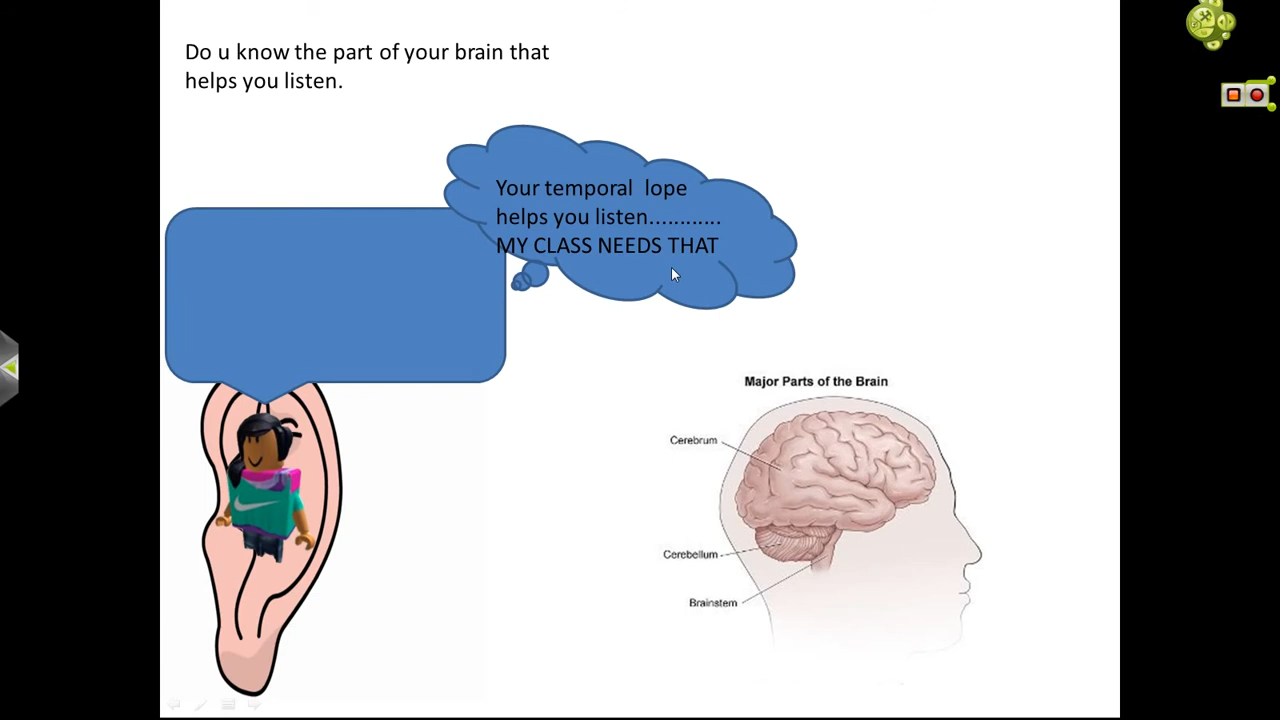 Do u know the part of your brain that
helps you listen.
Your temporal lope
helps you listen............
MY CLASS NEEDS THAT
Major Parts of the Brain
Cerebrum
Cerebellum
Brainstem